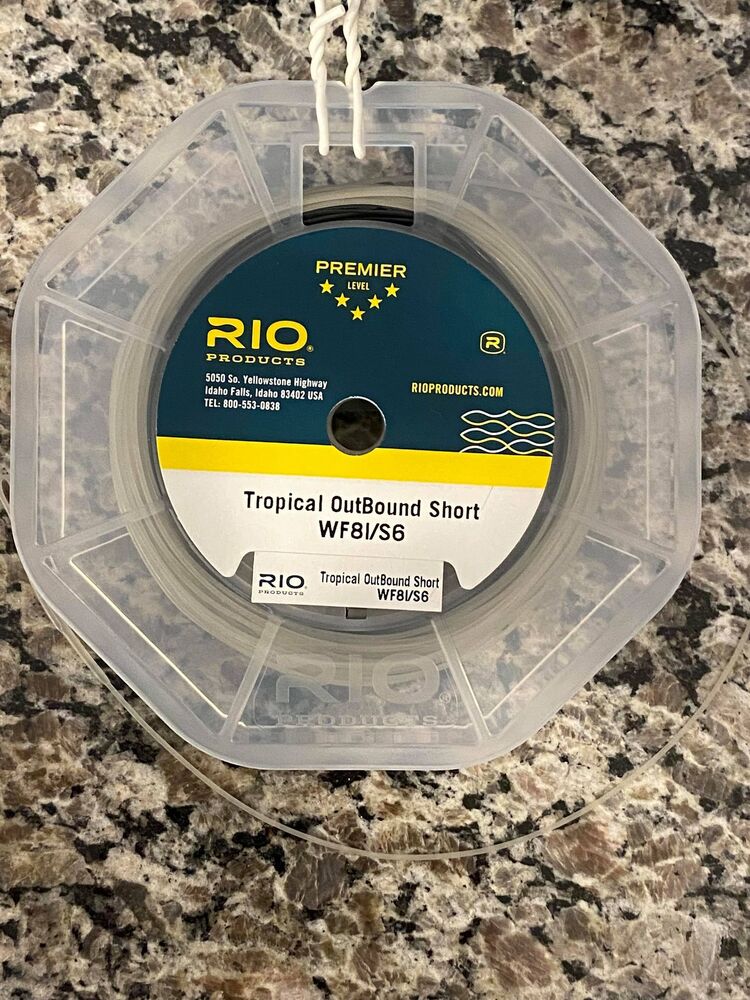 PREMIER
LEVEL
RIO
PRODUCTS
5050 So. Yellowstone Highway
Idaho Falls, Idaho 83402 USA
TEL: 800-553-0838
R
RIOPRODUCTS.COM
Tropical OutBound Short
WF8I/S6
RIO
PRODUCTS
Tropical OutBound Short
WF8I/S6
RIO
PRODUCTS